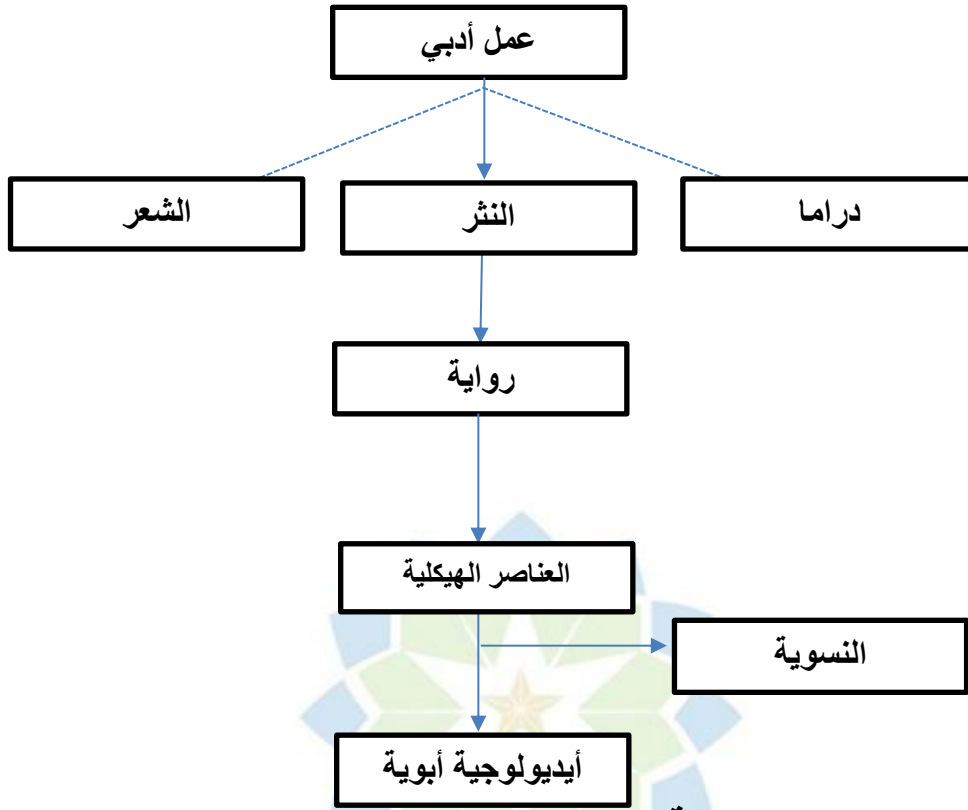 عمل أدبي
دراما
النثر
الشعر
رواية
العناصر الهيكلية
النسوية
أيديولوجية أبوية